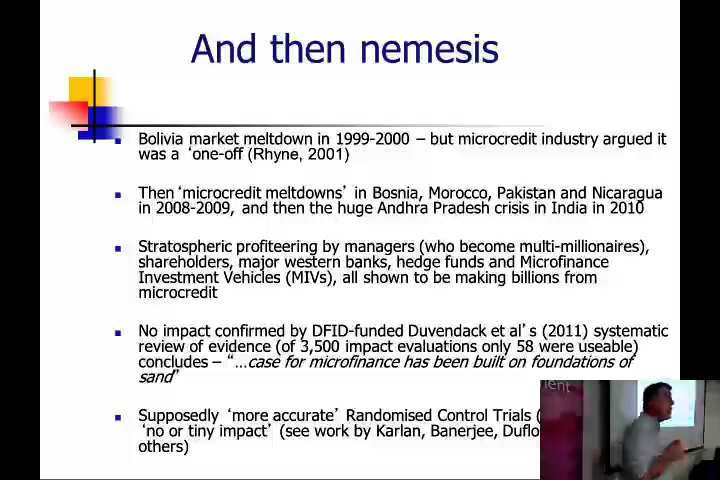 And then nemesis
Bolivia market meltdown in 1999-2000 – but microcredit industry argued it
was a ‘one-off (Rhyne, 2001)
Then ‘microcredit meltdowns’ in Bosnia, Morocco, Pakistan and Nicaragua
in 2008-2009, and then the huge Andhra Pradesh crisis in India in 2010
Stratospheric profiteering by managers (who become multi-millionaires),
shareholders, major western banks, hedge funds and Microfinance
Investment Vehicles (MIVs), all shown to be making billions from
microcredit
No impact confirmed by DFID-funded Duvendack et al’s (2011) systematic
review of evidence (of 3,500 impact evaluations only 58 were useable)
concludes – “…case for microfinance has been built on foundations of
sand”
Supposedly ‘more accurate’ Randomised Control Trials (
‘no or tiny impact’ (see work by Karlan, Banerjee, Duflo
others)